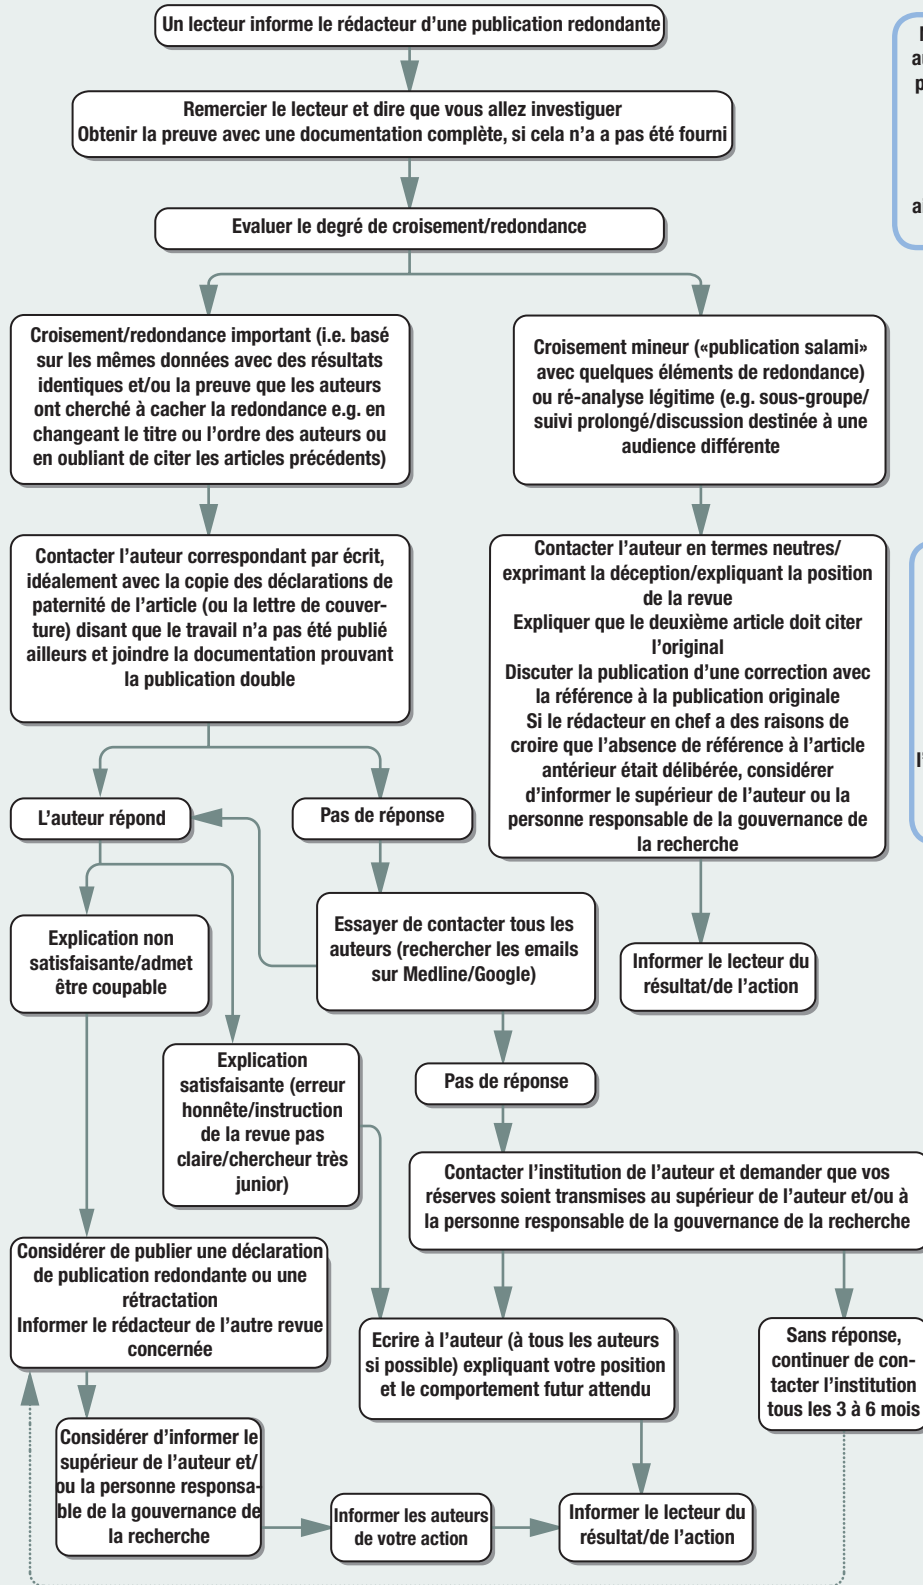 Un lecteur informe le rédacteur d'une publication redondante
Remercier le lecteur et dire que vous allez investiguer
Obtenir la preuve avec une documentation complète, si cela n'a a pas été fourni
Evaluer le degré de croisement/redondance
Croisement/redondance important (i.e. basé
sur les mêmes données avec des résultats
identiques et/ou la preuve que les auteurs
ont cherché à cacher la redondance e.g. en
changeant le titre ou l'ordre des auteurs ou
en oubliant de citer les articles précédents)
Croisement mineur («publication salami»
avec quelques éléments de redondance)
ou ré-analyse légitime (e.g. sous-groupe/
suivi prolongé/discussion destinée à une
audience différente
Contacter l'auteur correspondant par écrit,
idéalement avec la copie des déclarations de
paternité de l'article (ou la lettre de couver-
ture) disant que le travail n'a pas été publié
ailleurs et joindre la documentation prouvant
la publication double
Contacter l'auteur en termes neutres/
exprimant la déception/expliquant la position
de la revue
Expliquer que le deuxième article doit citer
l'original
Discuter la publication d'une correction avec
la référence à la publication originale
Si le rédacteur en chef a des raisons de
croire que l'absence de référence à l'article
antérieur était délibérée, considérer
d'informer le supérieur de l'auteur ou la
personne responsable de la gouvernance de
la recherche
L'auteur répond
Pas de réponse
Explication non
satisfaisante/admet
être coupable
Essayer de contacter tous les
auteurs (rechercher les emails
sur Medline/Google)
Informer le lecteur du
résultat/de l'action
Explication
satisfaisante (erreur
honnête/instruction
de la revue pas
claire/chercheur très
junior)
Pas de réponse
Contacter l'institution de l'auteur et demander que vos
réserves soient transmises au supérieur de l'auteur et/ou à
la personne responsable de la gouvernance de la recherche
Considérer de publier une déclaration
de publication redondante ou une
rétractation
Informer le rédacteur de l'autre revue
concernée
Ecrire à l'auteur (à tous les auteurs
si possible) expliquant votre position
et le comportement futur attendu
Sans réponse,
continuer de con-
tacter l'institution
tous les 3 à 6 mois
Considérer d'informer le
supérieur de l'auteur et/
ou la personne responsa-
ble de la gouvernance de
la recherche
Informer les auteurs
de votre action
Informer le lecteur du
résultat/de l'action